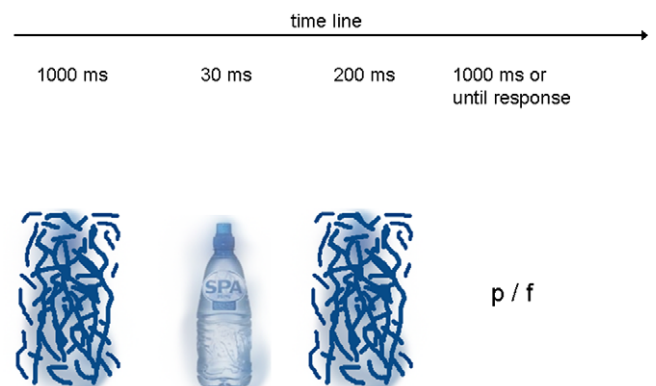 time line
1000 ms
30 ms
200 ms
1000 ms or
until response
SPA
p / f